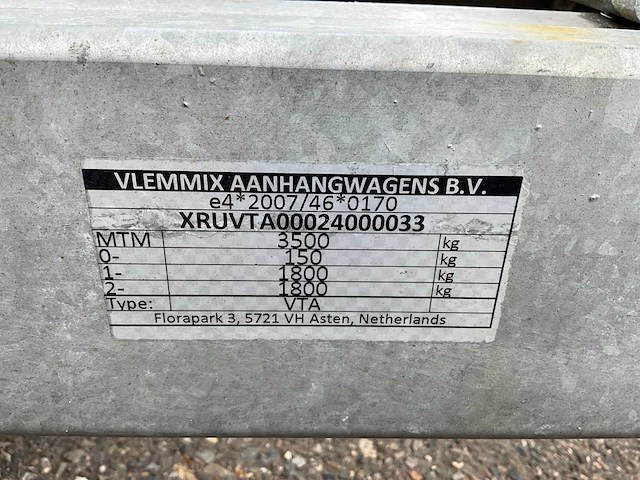 VLEMMIX AANHANGWAGENS B.V.
e4*2007/46*0170
XRUVTA00024000033
MTM 3500 kg
0- 150 kg
1- 1800 kg
2- 1800 kg
Type: VTA
Florapark 3, 5721 VH Asten, Netherlands